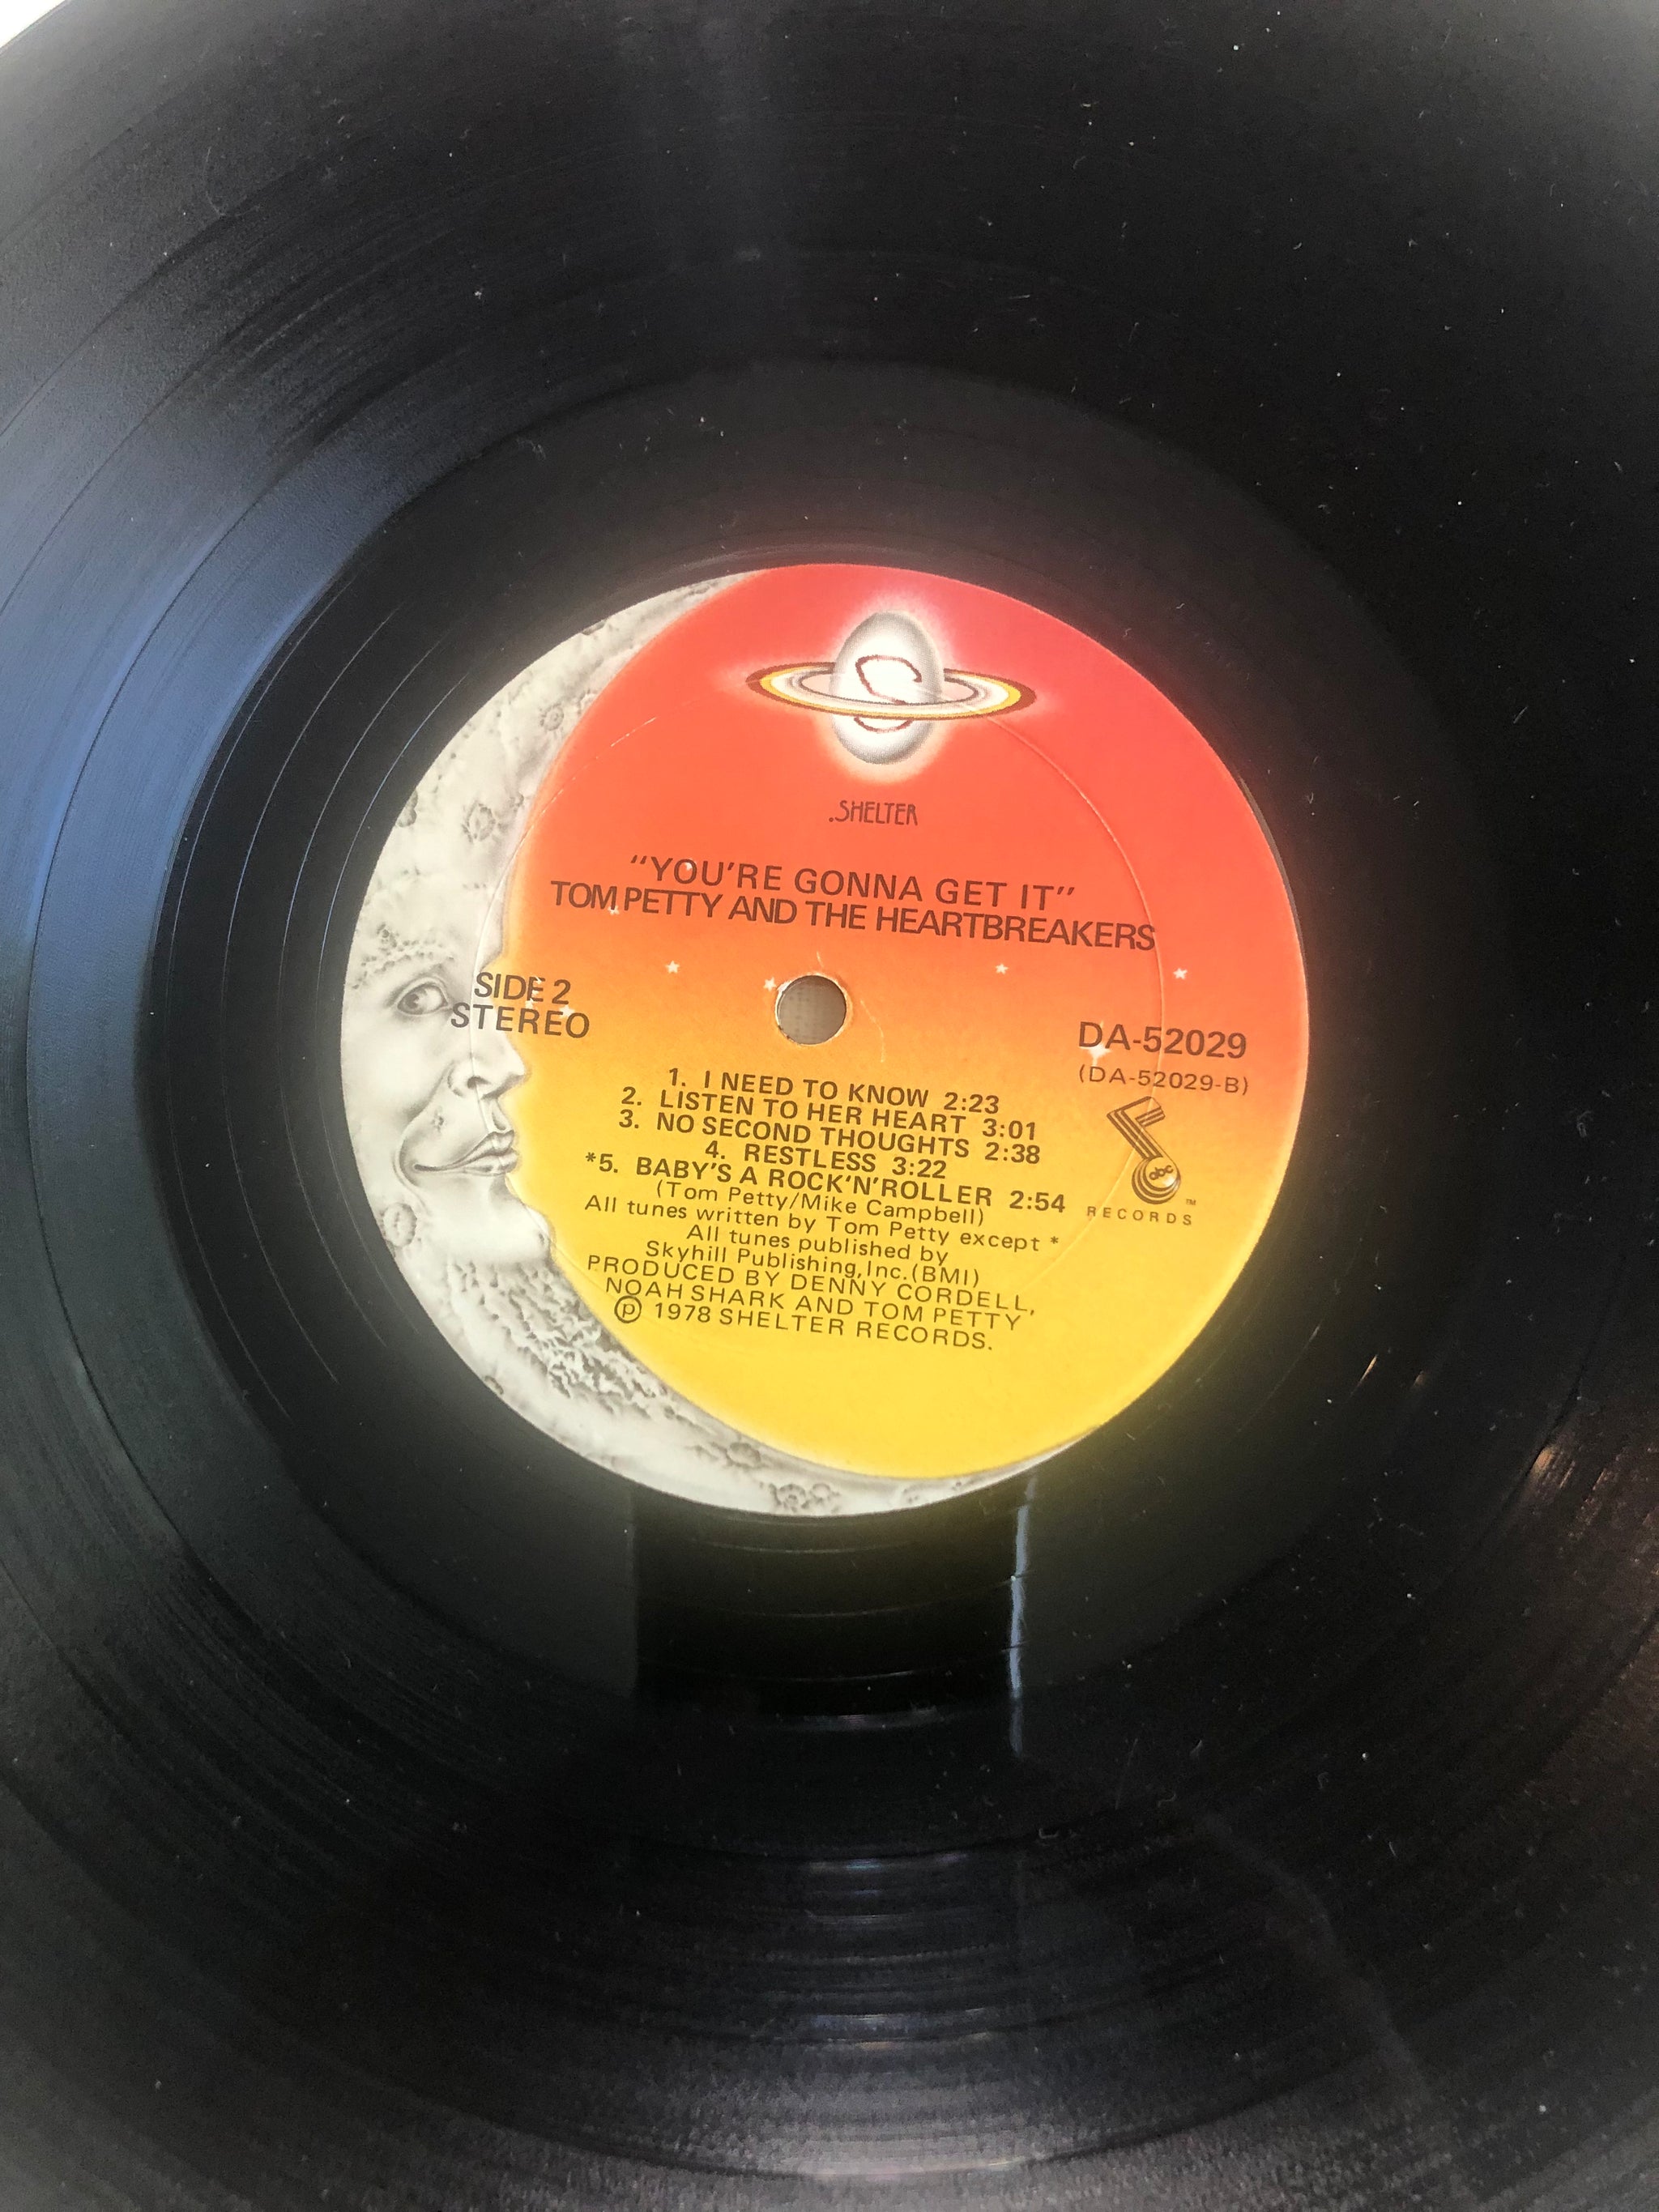 .SHELTER
"YOU'RE GONNA GET IT"
TOM PETTY AND THE HEARTBREAKERS
SIDE 2
STEREO
DA-52029
(DA-52029-B)
1. I NEED TO KNOW 2:23
2. LISTEN TO HER HEART 3:01
3. NO SECOND THOUGHTS 2:38
4. RESTLESS 3:22
*5. BABY'S A ROCK'N'ROLLER 2:54
(Tom Petty/Mike Campbell)
All tunes written by Tom Petty except *
All tunes published by
Skyhill Publishing,Inc.(BMI)
PRODUCED BY DENNY CORDELL,
NOAH SHARK AND TOM PETTY
℗ 1978 SHELTER RECORDS.
abc
TM
RECORDS